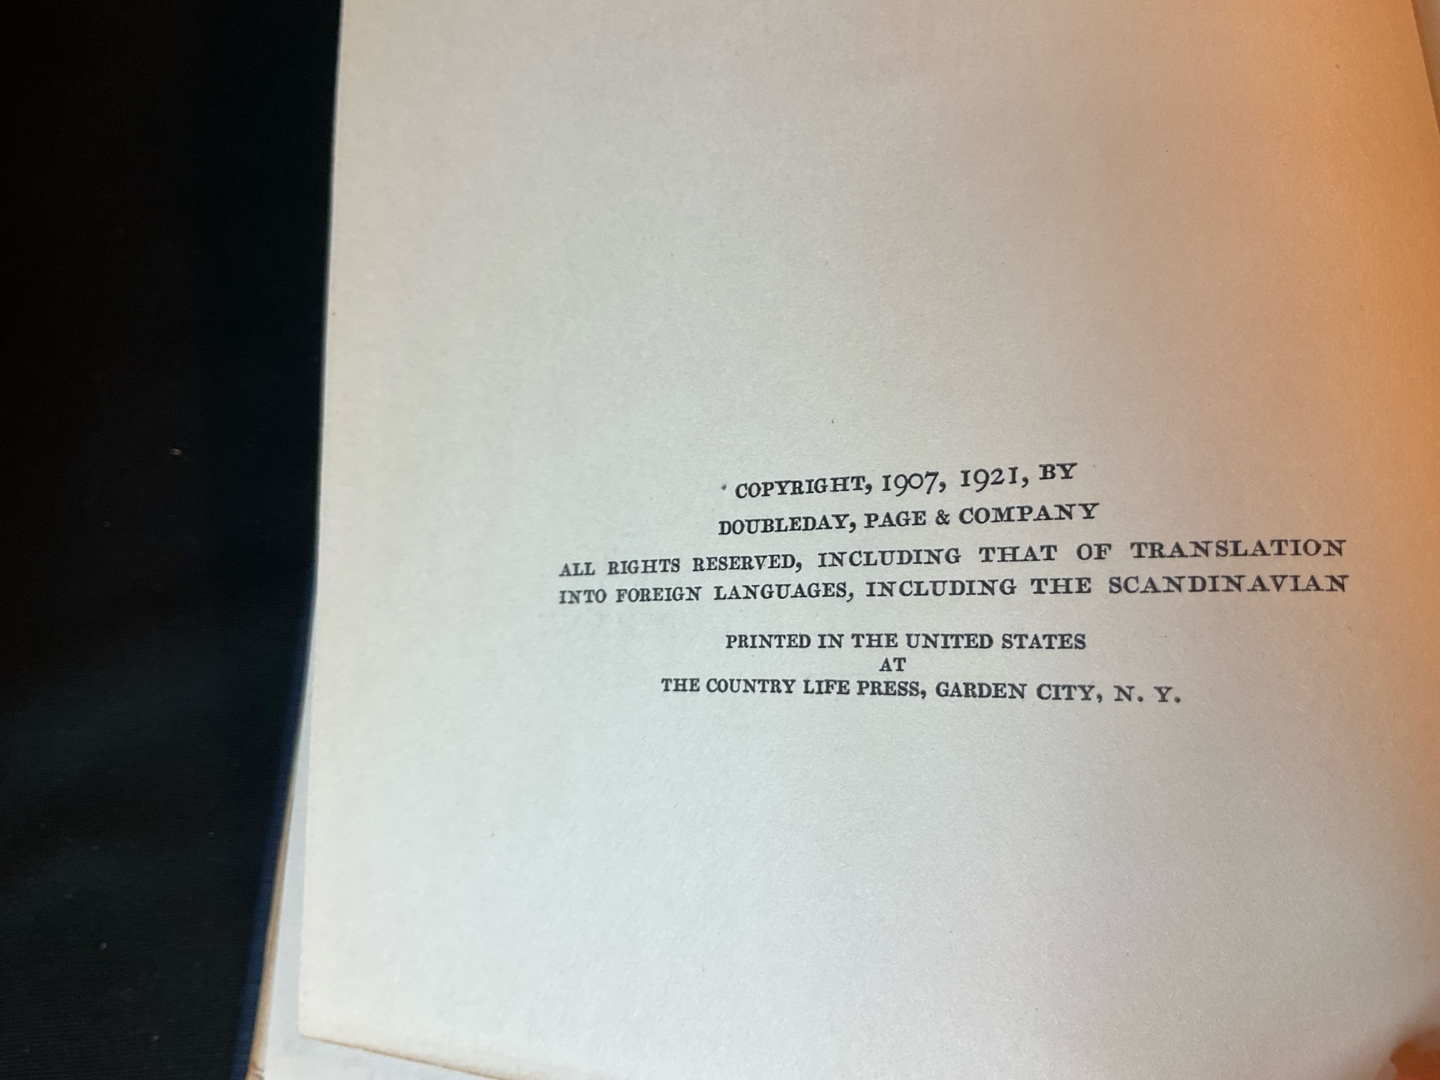 COPYRIGHT, 1907, 1921, BY
DOUBLEDAY, PAGE & COMPANY
ALL RIGHTS RESERVED, INCLUDING THAT OF TRANSLATION
INTO FOREIGN LANGUAGES, INCLUDING THE SCANDINAVIAN
PRINTED IN THE UNITED STATES
AT
THE COUNTRY LIFE PRESS, GARDEN CITY, N. Y.